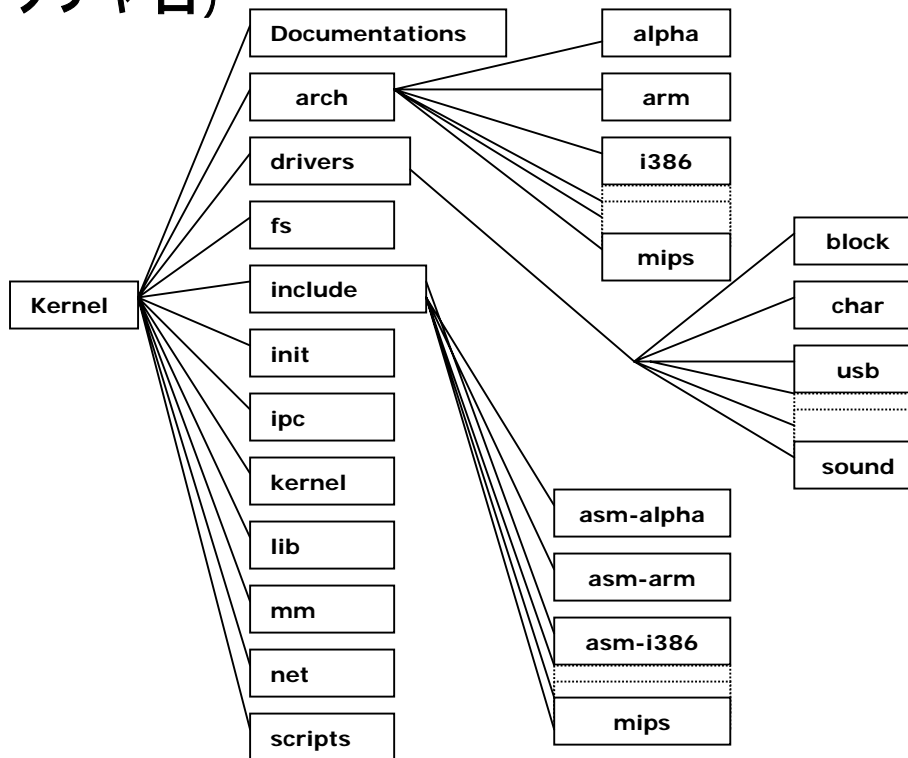 Documentations
arch
drivers
fs
include
Kernel
init
ipc
kernel
lib
mm
net
scripts
alpha
arm
i386
mips
block
char
usb
sound
asm-alpha
asm-arm
asm-i386
mips